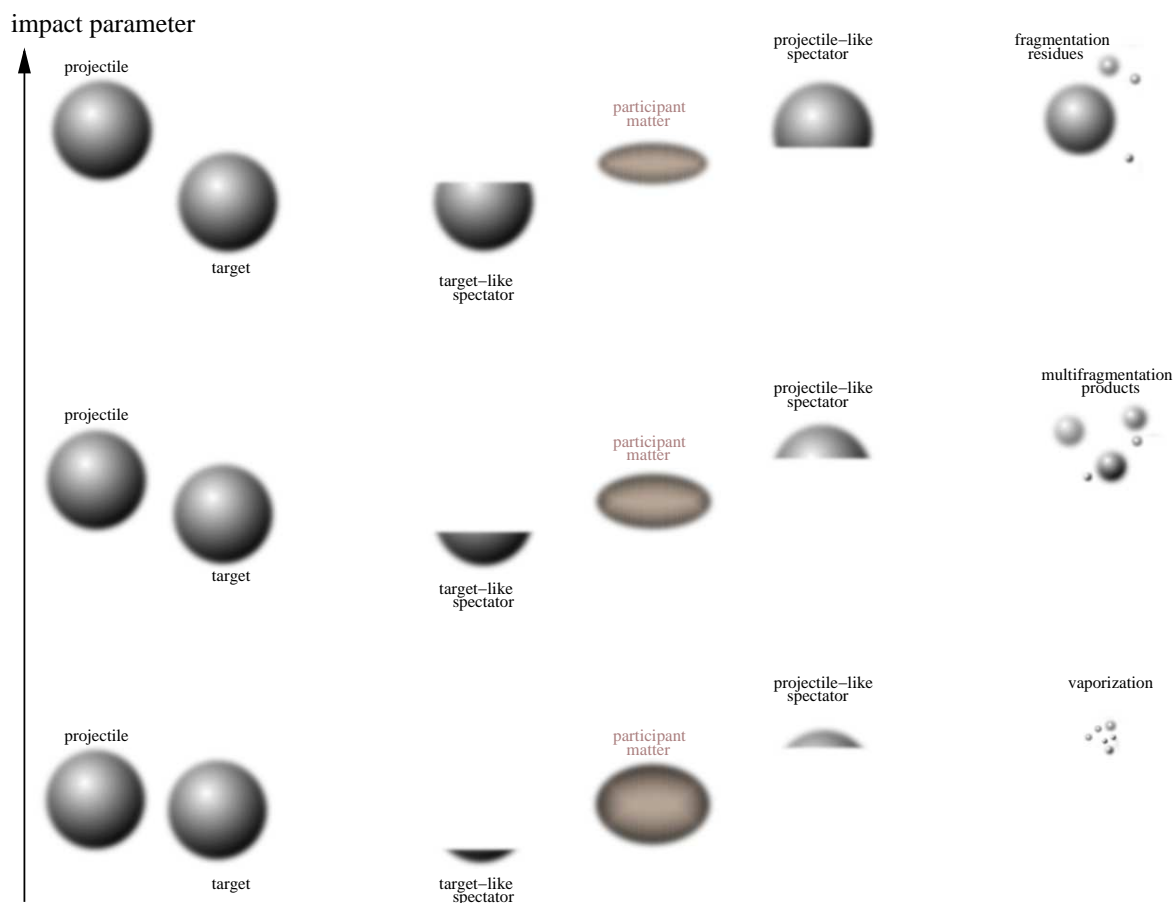 impact parameter
projectile
target
target−like
spectator
participant
matter
projectile−like
spectator
fragmentation
residues
projectile
target
target−like
spectator
participant
matter
projectile−like
spectator
multifragmentation
products
projectile
target
target−like
spectator
participant
matter
projectile−like
spectator
vaporization